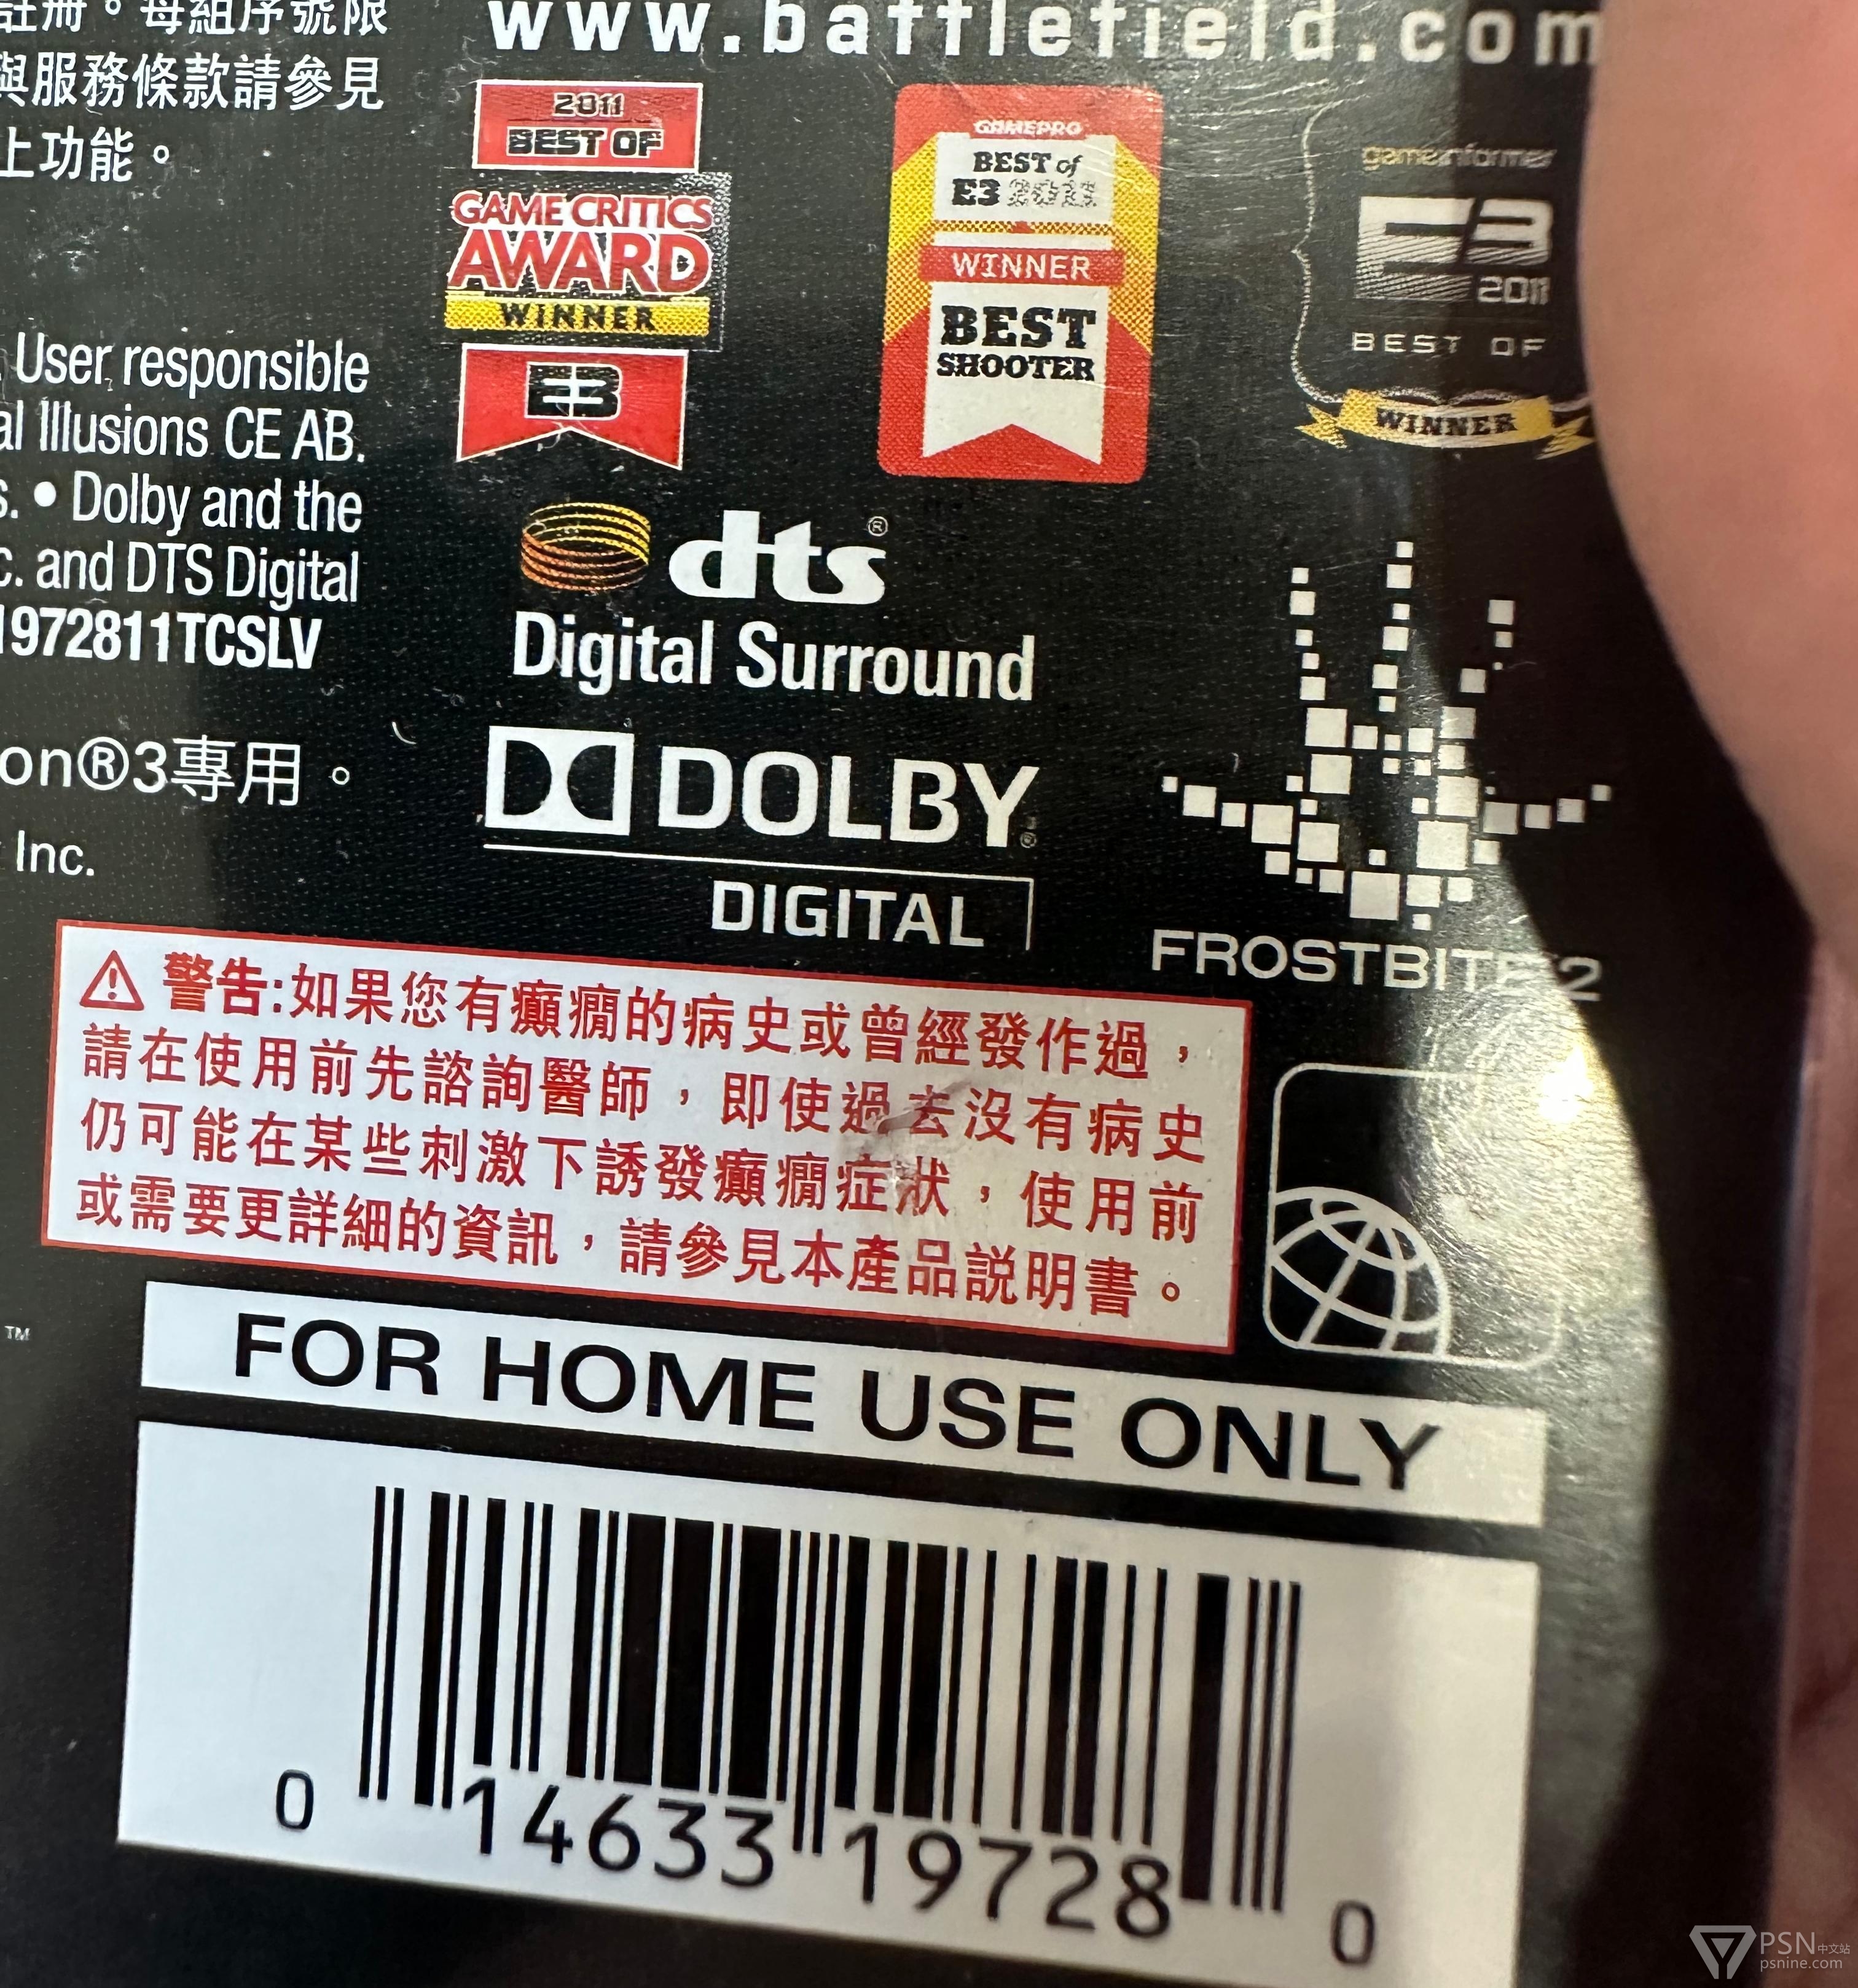 註冊。每組序號限
與服務條款請參見
上功能。
User responsible
al Illusions CE AB.
s. • Dolby and the
c. and DTS Digital
1972811TCSLV
on®3專用。
Inc.
™
www.battlefield.com
2011
BEST OF
GAME CRITICS
AWARD
WINNER
E3
GAMEPRO
BEST of
E3 2011
WINNER
BEST
SHOOTER
gameinformer
E3
2011
BEST OF
WINNER
dts®
Digital Surround
DOLBY®
DIGITAL
FROSTBITE 2
警告:如果您有癲癇的病史或曾經發作過，
請在使用前先諮詢醫師，即使過去沒有病史
仍可能在某些刺激下誘發癲癇症狀，使用前
或需要更詳細的資訊，請參見本產品説明書。
FOR HOME USE ONLY
0 14633 19728 0
PSN中文站
psnine.com